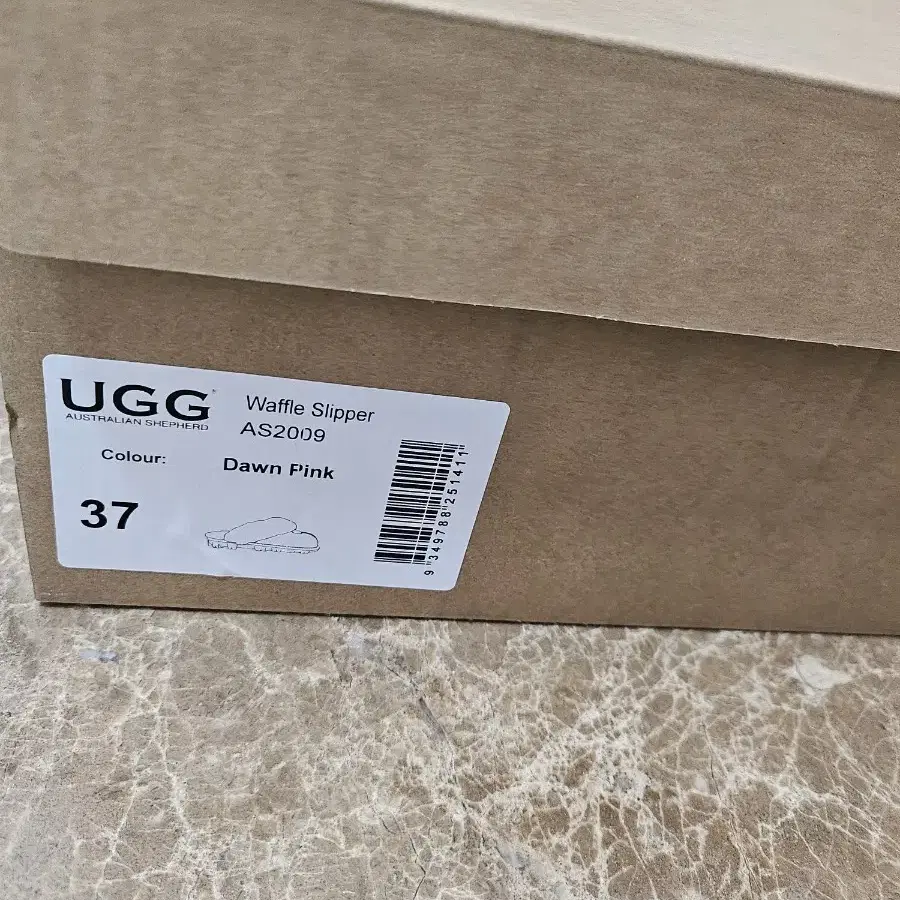 UGG
AUSTRALIAN SHEPHERD
Waffle Slipper
AS2009
Colour:
Dawn Pink
37
9 349788 251411